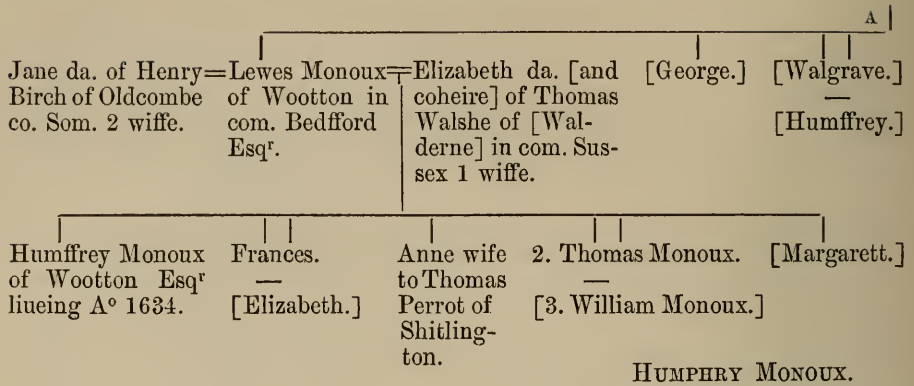 A
Jane da. of Henry=Lewes Monoux=Elizabeth da. [and [George.] [Walgrave.]
Birch of Oldcombe of Wootton in coheire] of Thomas —
co. Som. 2 wiffe. com. Bedfford Walshe of [Wal- [Humffrey.]
Esqʳ. derne] in com. Sus-
sex 1 wiffe.
Humffrey Monoux Frances. Anne wife 2. Thomas Monoux. [Margarett.]
of Wootton Esqʳ — to Thomas —
liueing Aº 1634. [Elizabeth.] Perrot of [3. William Monoux.]
Shitling-
ton.
HUMPHRY MONOUX.